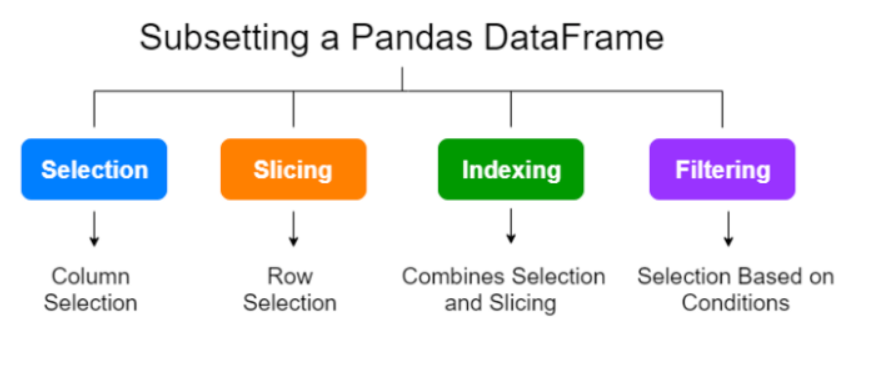 Subsetting a Pandas DataFrame
Selection
Slicing
Indexing
Filtering
Column
Selection
Row
Selection
Combines Selection
and Slicing
Selection Based on
Conditions